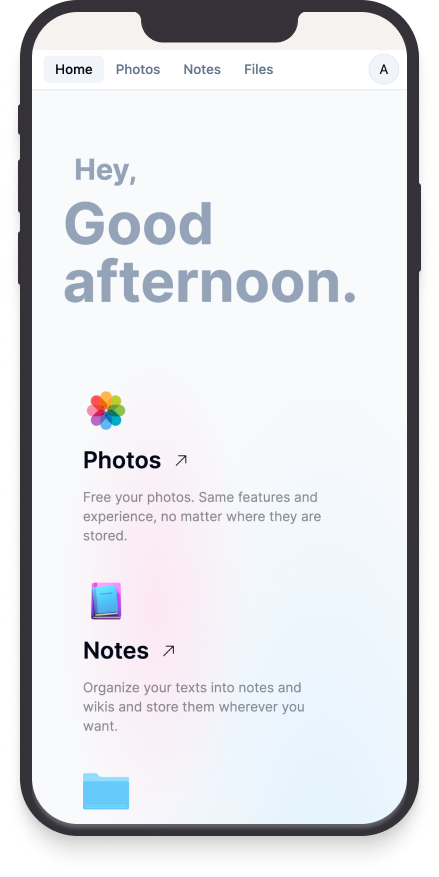 Home Photos Notes Files A
Hey,
Good
afternoon.
Photos
Free your photos. Same features and
experience, no matter where they are
stored.
Notes
Organize your texts into notes and
wikis and store them wherever you
want.